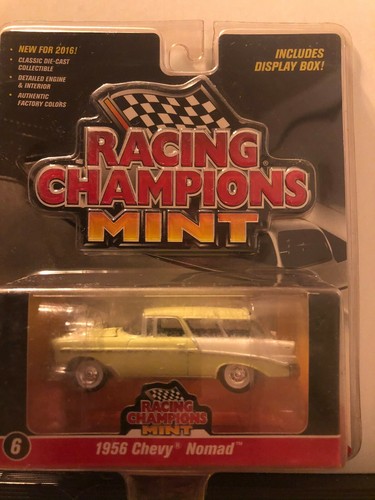 NEW FOR 2016!
• CLASSIC DIE-CAST
COLLECTIBLE
• DETAILED ENGINE
& INTERIOR
• AUTHENTIC
FACTORY COLORS
INCLUDES
DISPLAY BOX!
RACING
CHAMPIONS
MINT
RACING
CHAMPIONS
MINT
6
1956 Chevy® Nomad™